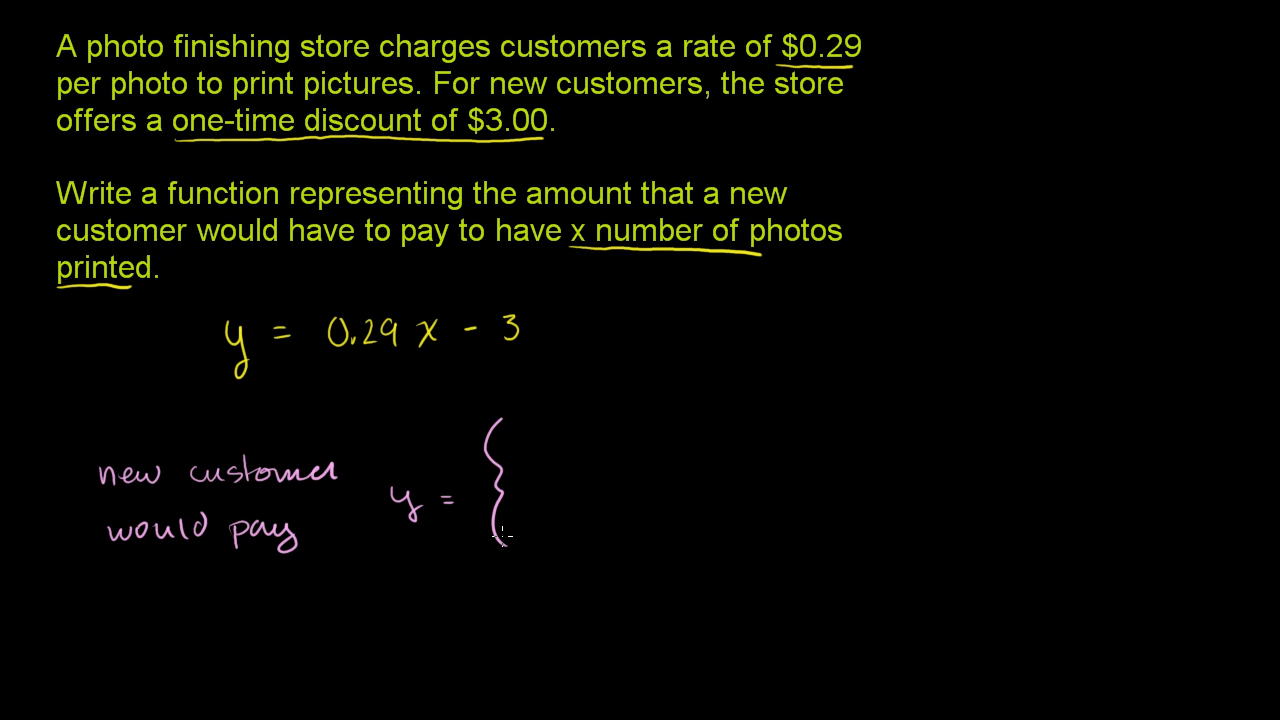 A photo finishing store charges customers a rate of $0.29
per photo to print pictures. For new customers, the store
offers a one-time discount of $3.00.
Write a function representing the amount that a new
customer would have to pay to have x number of photos
printed.
y = 0.29 x - 3
new customer
would pay
y = {